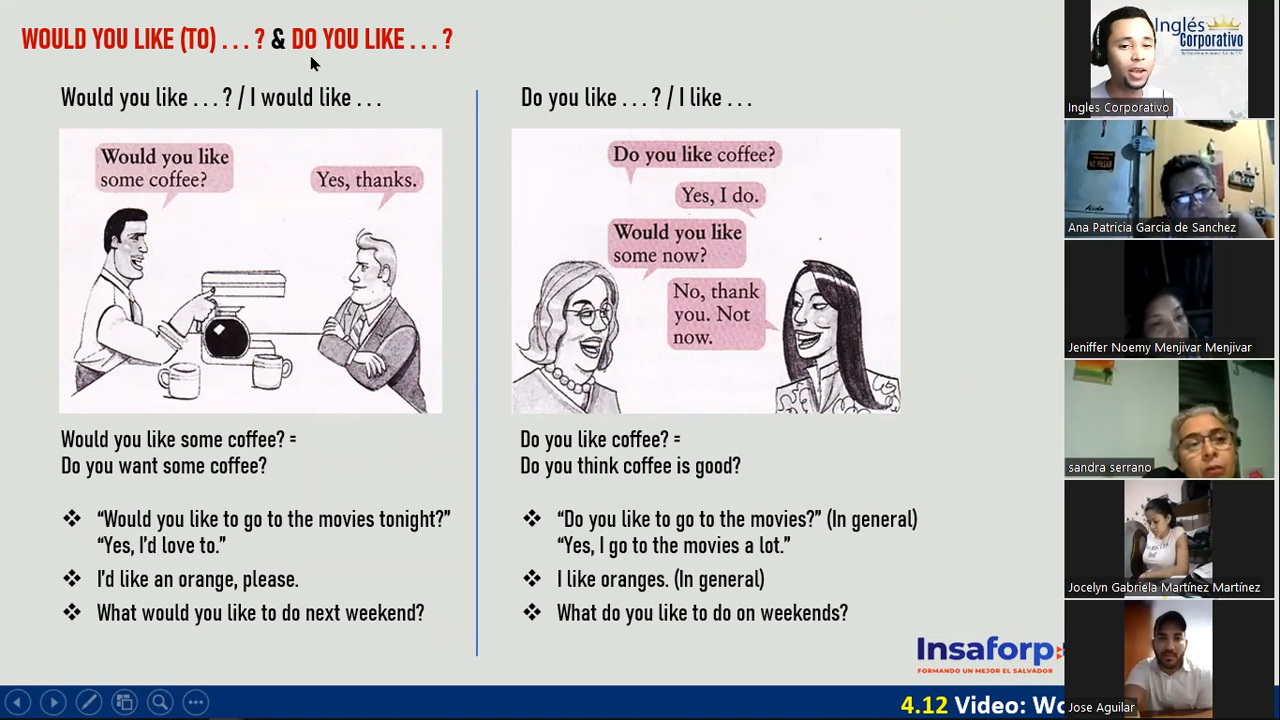 WOULD YOU LIKE (TO) . . . ? & DO YOU LIKE . . . ?
Would you like . . . ? / I would like . . .
Would you like
some coffee?
Yes, thanks.
Would you like some coffee? =
Do you want some coffee?
❖ “Would you like to go to the movies tonight?”
“Yes, I’d love to.”
❖ I’d like an orange, please.
❖ What would you like to do next weekend?
Do you like . . . ? / I like . . .
Do you like coffee?
Yes, I do.
Would you like
some now?
No, thank
you. Not
now.
Do you like coffee? =
Do you think coffee is good?
❖ “Do you like to go to the movies?” (In general)
“Yes, I go to the movies a lot.”
❖ I like oranges. (In general)
❖ What do you like to do on weekends?
Insaforp
FORMANDO UN MEJOR EL SALVADOR
4.12 Video: Wo
Inglés
Corporativo
Ingles Corporativo
NO PASAR
Ana Patricia Garcia de Sanchez
Jeniffer Noemy Menjivar Menjivar
sandra serrano
Jocelyn Gabriela Martínez Martínez
Jose Aguilar